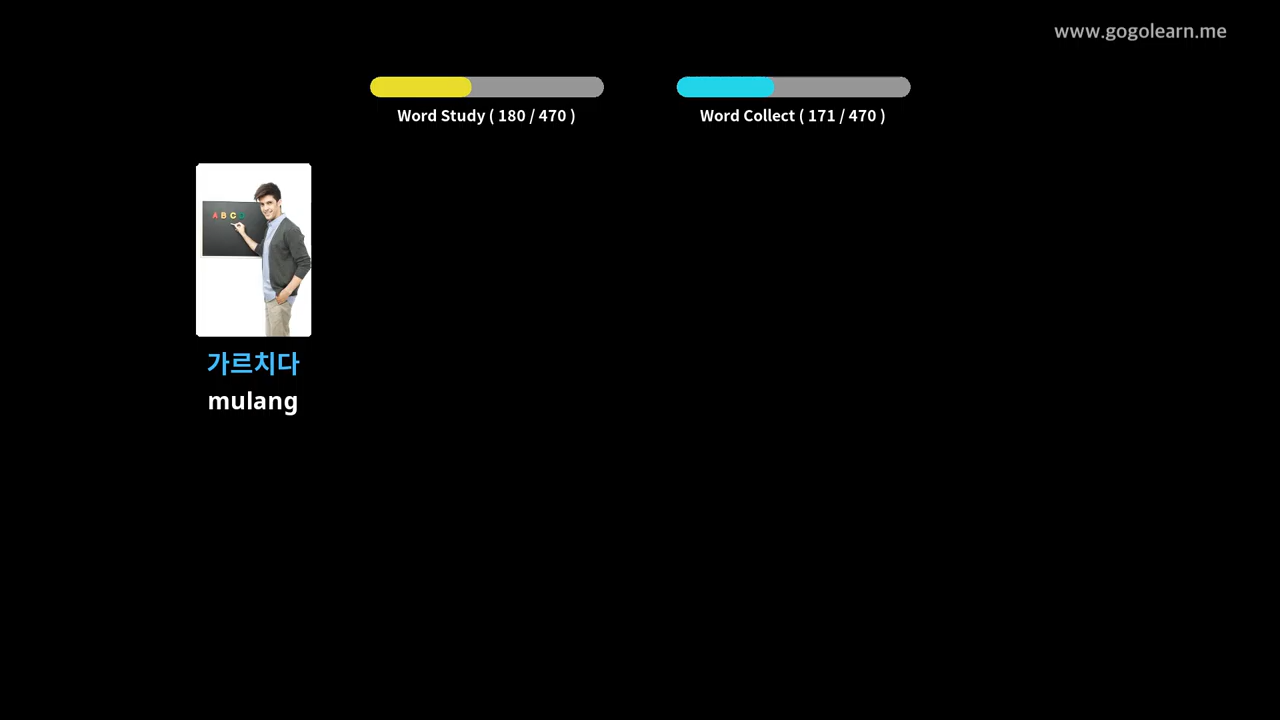 www.gogolearn.me
Word Study ( 180 / 470 )
Word Collect ( 171 / 470 )
A B C D
가르치다
mulang